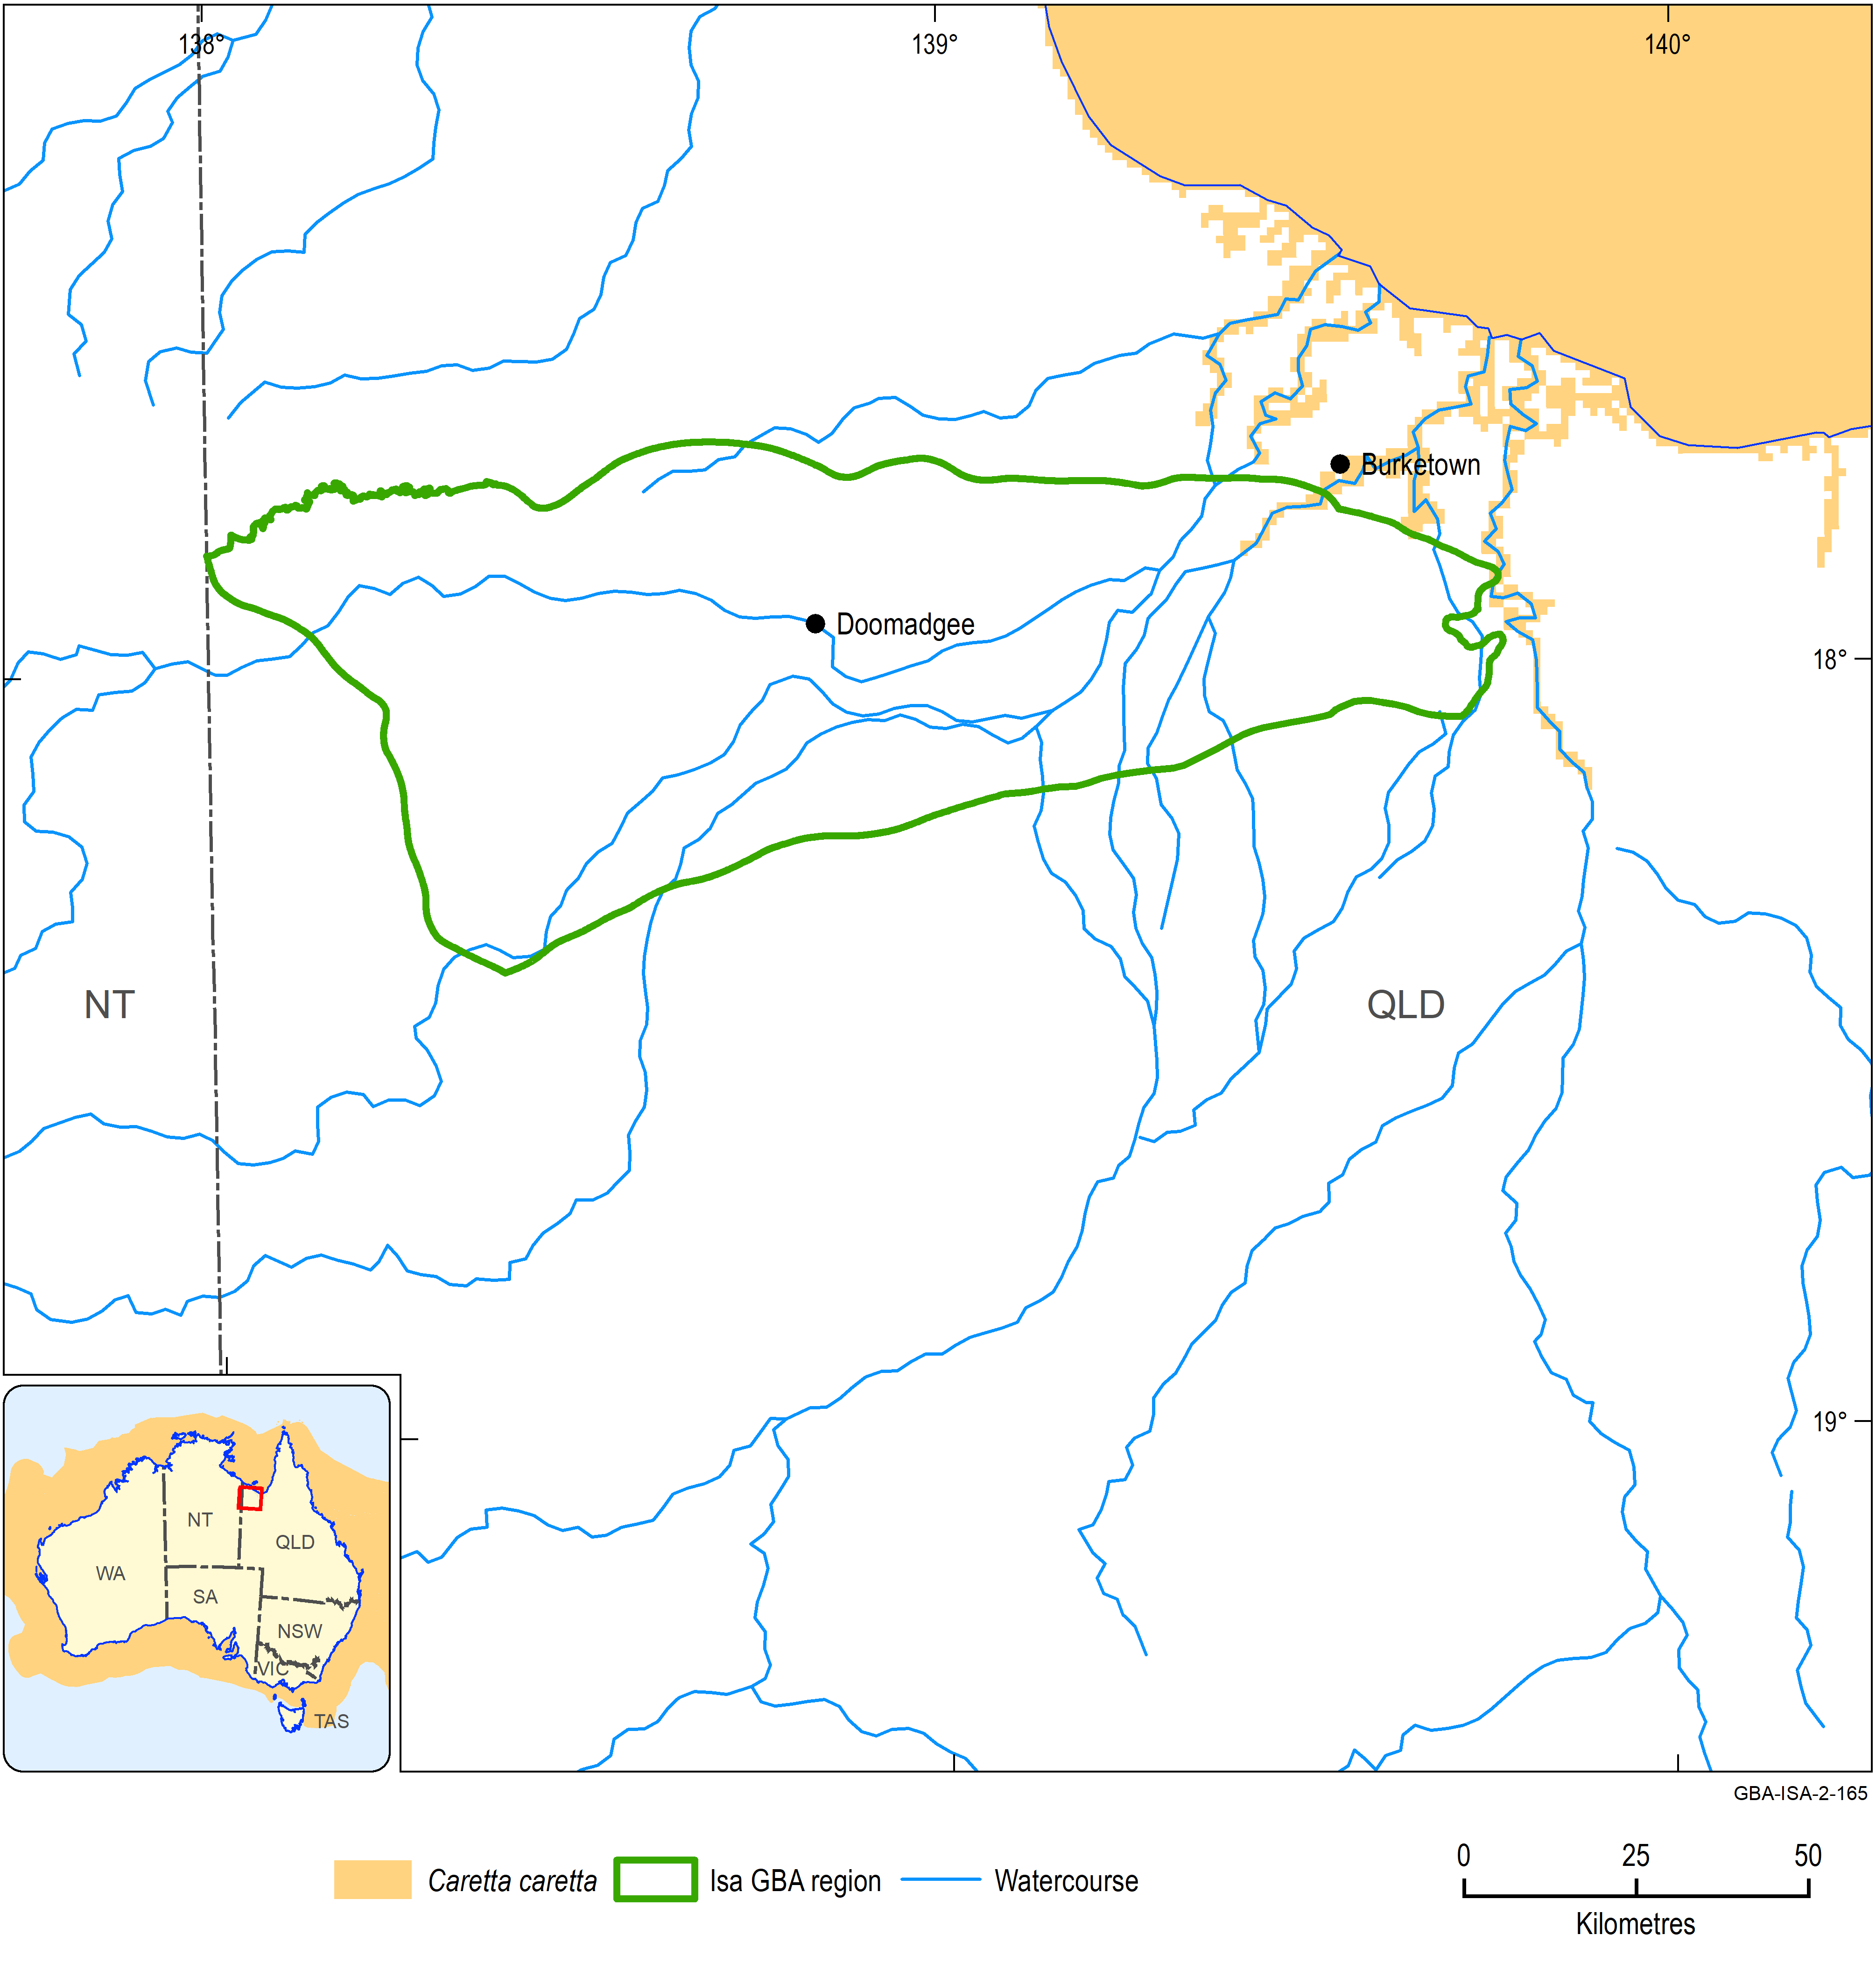 138°
139°
140°
Burketown
Doomadgee
18°
NT
QLD
19°
NT
QLD
WA
SA
NSW
VIC
TAS
GBA-ISA-2-165
Caretta caretta
Isa GBA region
Watercourse
0 25 50
Kilometres